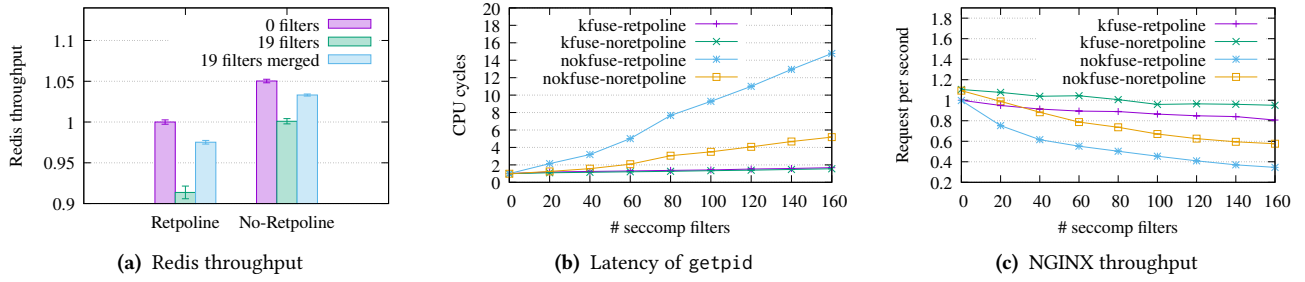 Redis throughput
1.1
1.05
1
0.95
0.9
0 filters
19 filters
19 filters merged
Retpoline
No-Retpoline
(a) Redis throughput
CPU cycles
20
18
16
14
12
10
8
6
4
2
0
kfuse-retpoline
kfuse-noretpoline
nokfuse-retpoline
nokfuse-noretpoline
0 20 40 60 80 100 120 140 160
# seccomp filters
(b) Latency of getpid
Request per second
1.8
1.6
1.4
1.2
1
0.8
0.6
0.4
0.2
kfuse-retpoline
kfuse-noretpoline
nokfuse-retpoline
nokfuse-noretpoline
0 20 40 60 80 100 120 140 160
# seccomp filters
(c) NGINX throughput